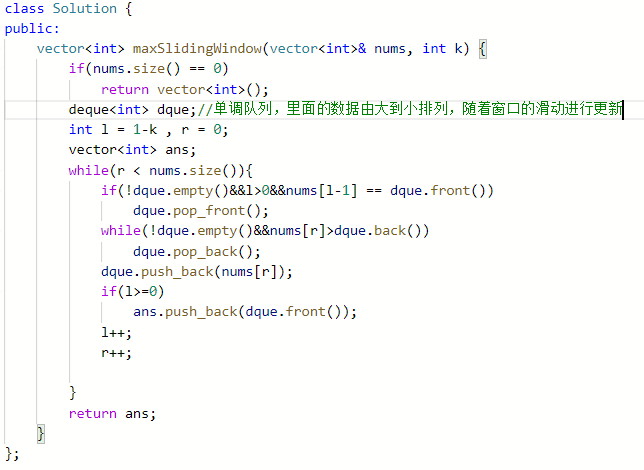 class Solution {
public:
    vector<int> maxSlidingWindow(vector<int>& nums, int k) {
        if(nums.size() == 0)
            return vector<int>();
        deque<int> dque;//单调队列，里面的数据由大到小排列，随着窗口的滑动进行更新
        int l = 1-k , r = 0;
        vector<int> ans;
        while(r < nums.size()){
            if(!dque.empty()&&l>0&&nums[l-1] == dque.front())
                dque.pop_front();
            while(!dque.empty()&&nums[r]>dque.back())
                dque.pop_back();
            dque.push_back(nums[r]);
            if(l>=0)
                ans.push_back(dque.front());
            l++;
            r++;
        }
        return ans;
    }
};